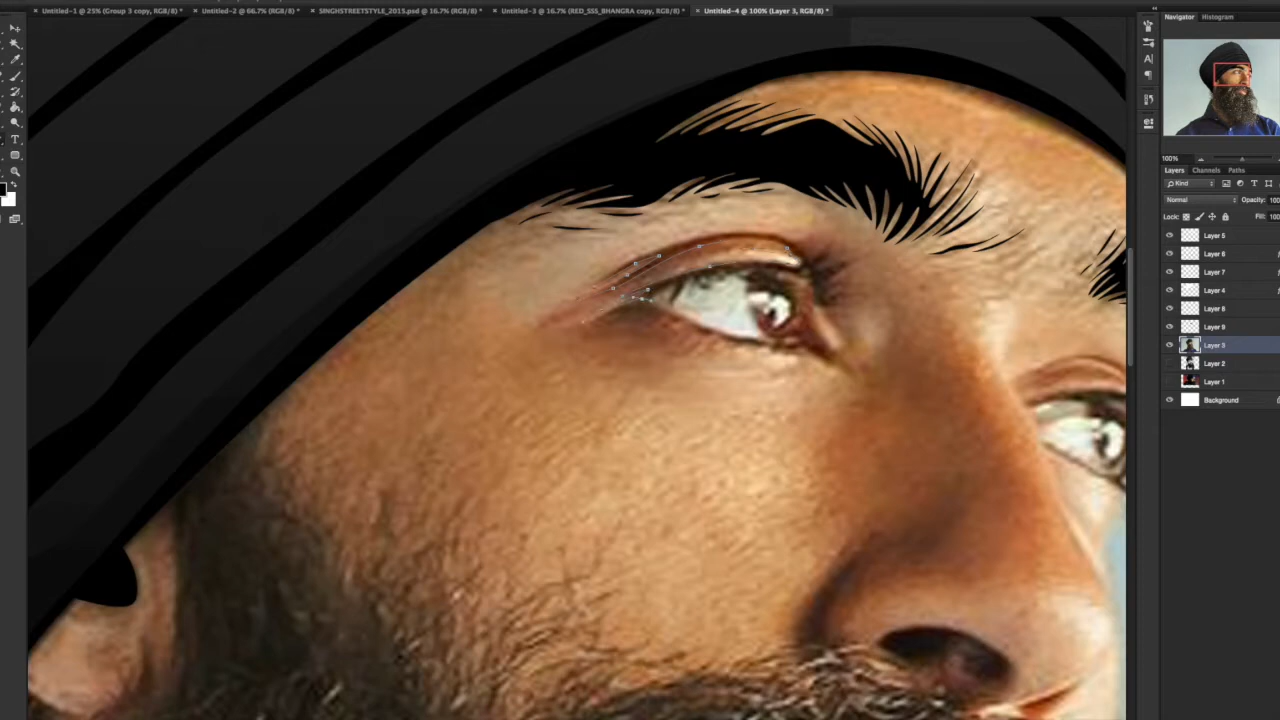 Untitled-1 @ 25% (Group 3 copy, RGB/8) * Untitled-2 @ 66.7% (RGB/8) * SINGHSTREETSTYLE_2015.psd @ 16.7% (RGB/8) * Untitled-3 @ 16.7% (RED_SSS_BHANGRA copy, RGB/8) * Untitled-4 @ 100% (Layer 3, RGB/8) *
Navigator Histogram
100%
Layers Channels Paths
Kind
Normal Opacity: 100
Lock: Fill: 100
Layer 5
Layer 6
Layer 7
Layer 4
Layer 8
Layer 9
Layer 3
Layer 2
Layer 1
Background